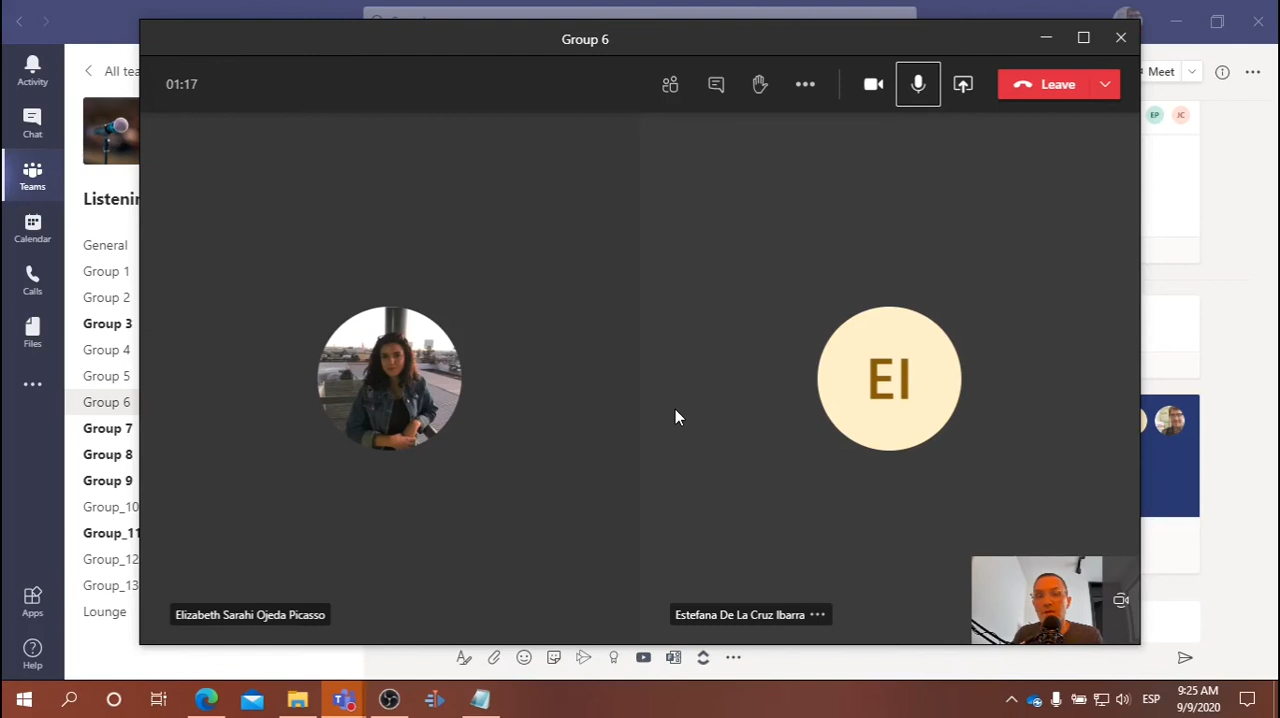 Group 6
01:17
Leave
Activity
Chat
Teams
Calendar
Calls
Files
Apps
Help
All tea
Listenin
General
Group 1
Group 2
Group 3
Group 4
Group 5
Group 6
Group 7
Group 8
Group 9
Group_10
Group_11
Group_12
Group_13
Lounge
Meet
EP
JC
EI
Elizabeth Sarahi Ojeda Picasso
Estefana De La Cruz Ibarra
ESP
9:25 AM
9/9/2020